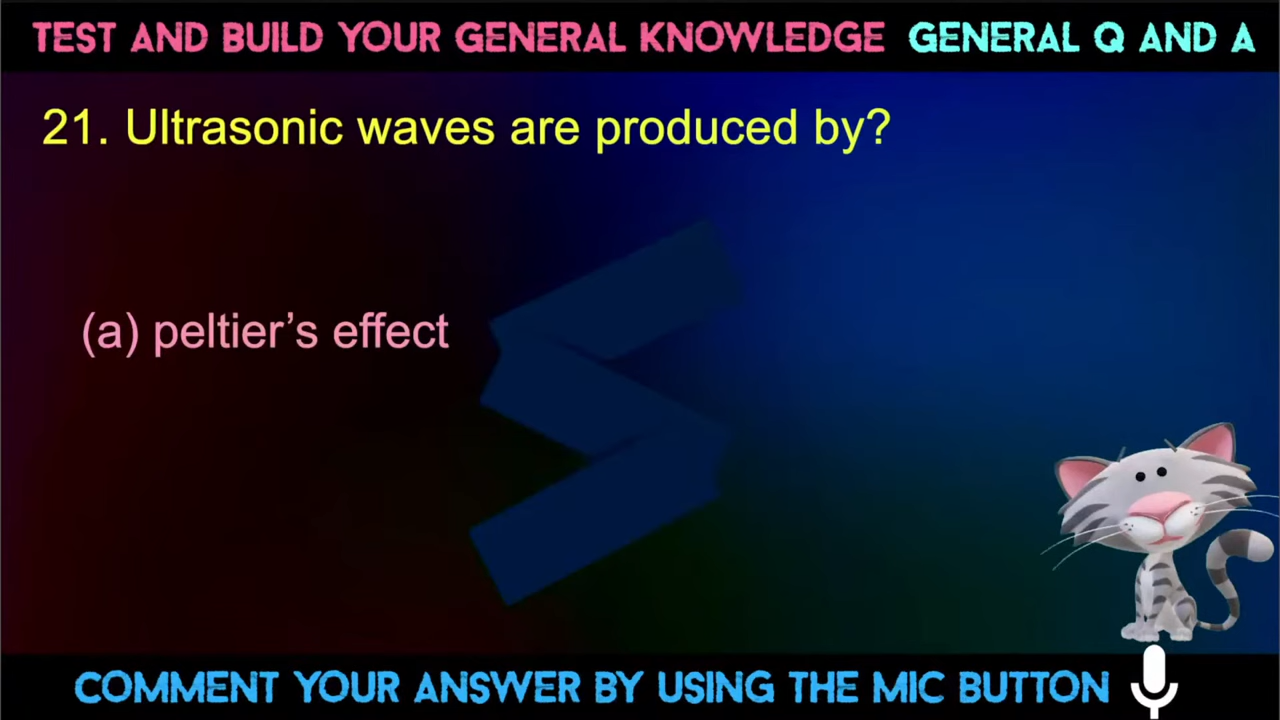 TEST AND BUILD YOUR GENERAL KNOWLEDGE GENERAL Q AND A
21. Ultrasonic waves are produced by?
(a) peltier’s effect
COMMENT YOUR ANSWER BY USING THE MIC BUTTON